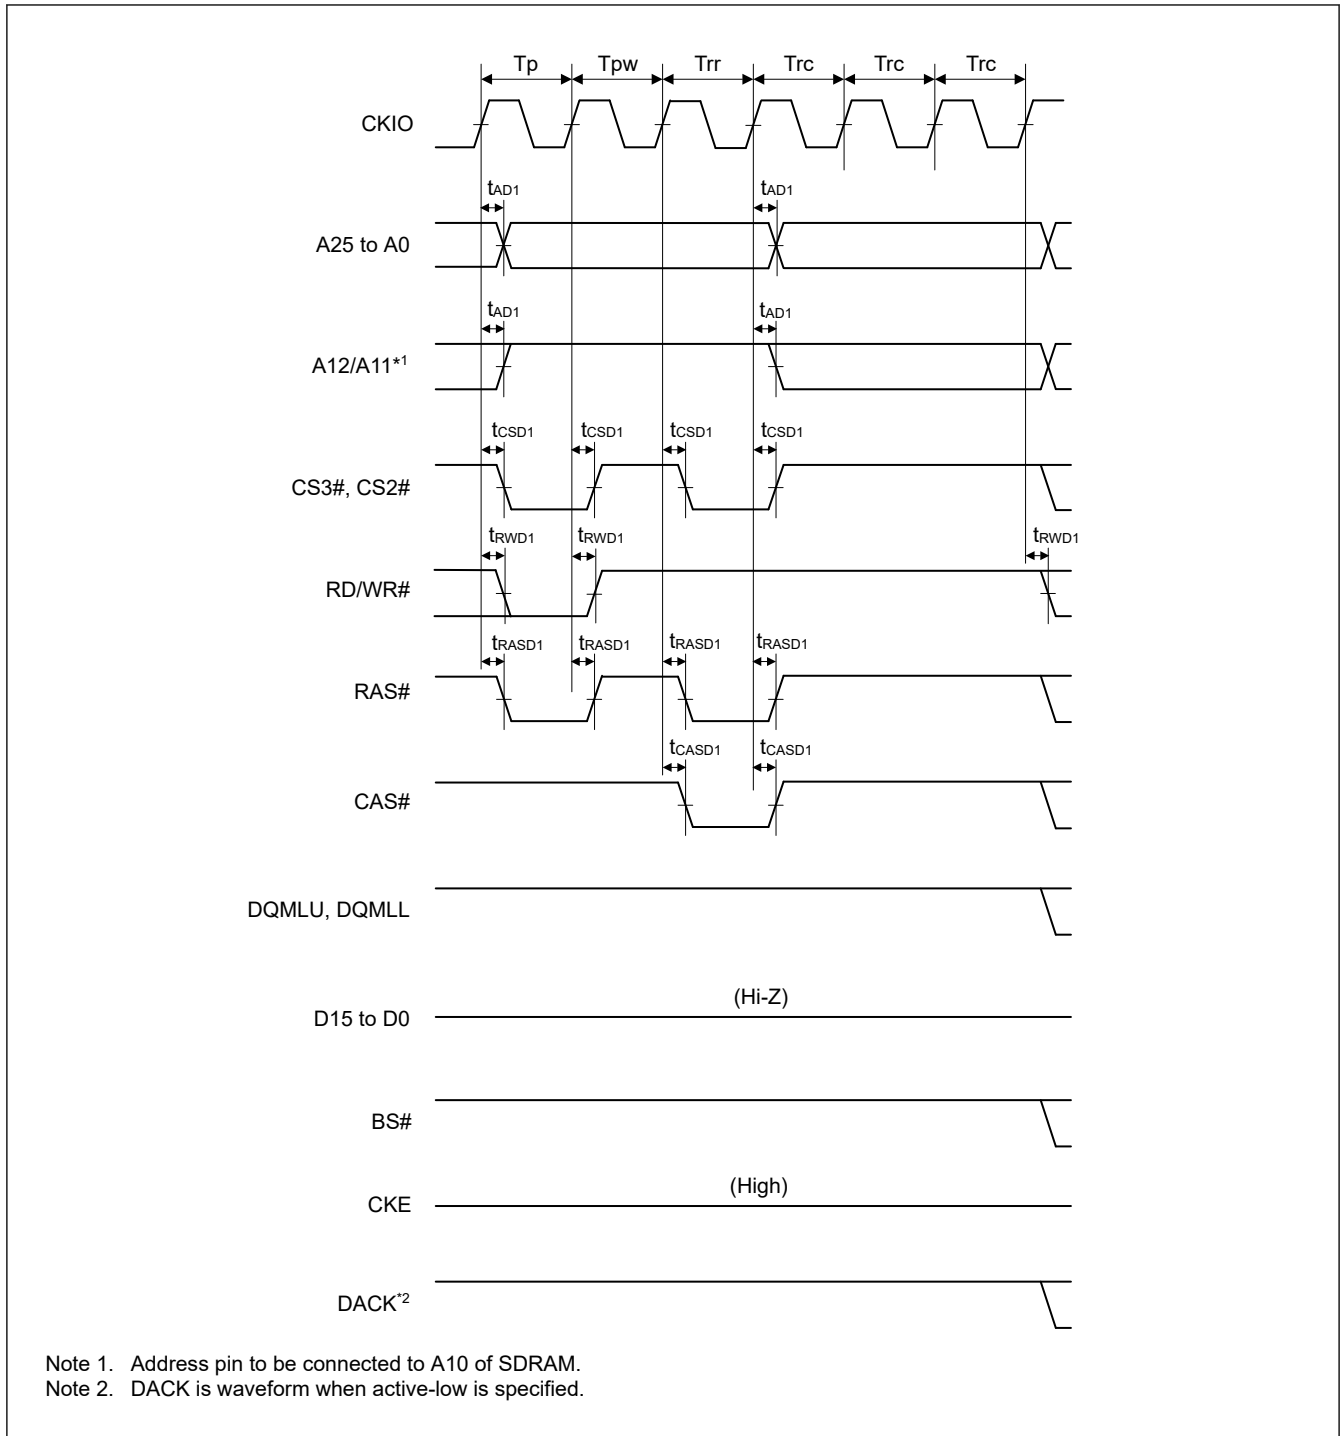 Tp Tpw Trr Trc Trc Trc
CKIO
tAD1 tAD1
A25 to A0
tAD1 tAD1
A12/A11*1
tCSD1 tCSD1 tCSD1 tCSD1
CS3#, CS2#
tRWD1 tRWD1 tRWD1
RD/WR#
tRASD1 tRASD1 tRASD1 tRASD1
RAS#
tCASD1 tCASD1
CAS#
DQMLU, DQMLL
(Hi-Z)
D15 to D0
BS#
(High)
CKE
DACK*2
Note 1. Address pin to be connected to A10 of SDRAM.
Note 2. DACK is waveform when active-low is specified.